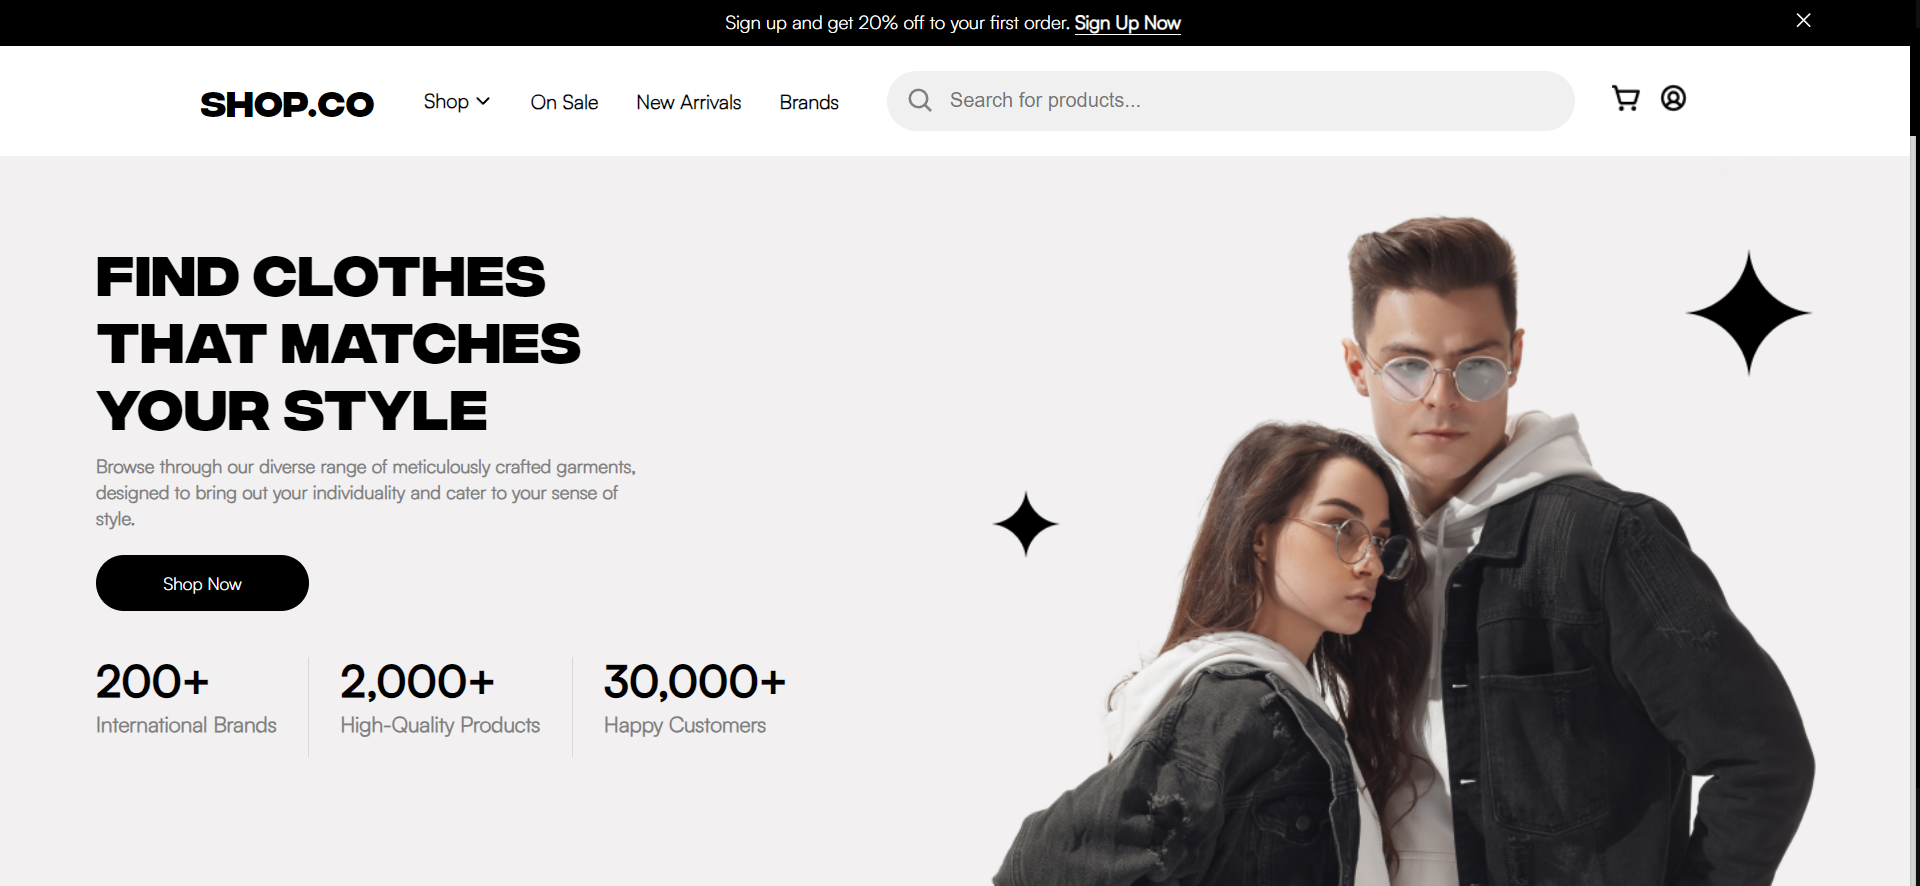 Sign up and get 20% off to your first order. Sign Up Now
SHOP.CO
Shop
On Sale
New Arrivals
Brands
Search for products...
FIND CLOTHES
THAT MATCHES
YOUR STYLE
Browse through our diverse range of meticulously crafted garments,
designed to bring out your individuality and cater to your sense of
style.
Shop Now
200+
International Brands
2,000+
High-Quality Products
30,000+
Happy Customers